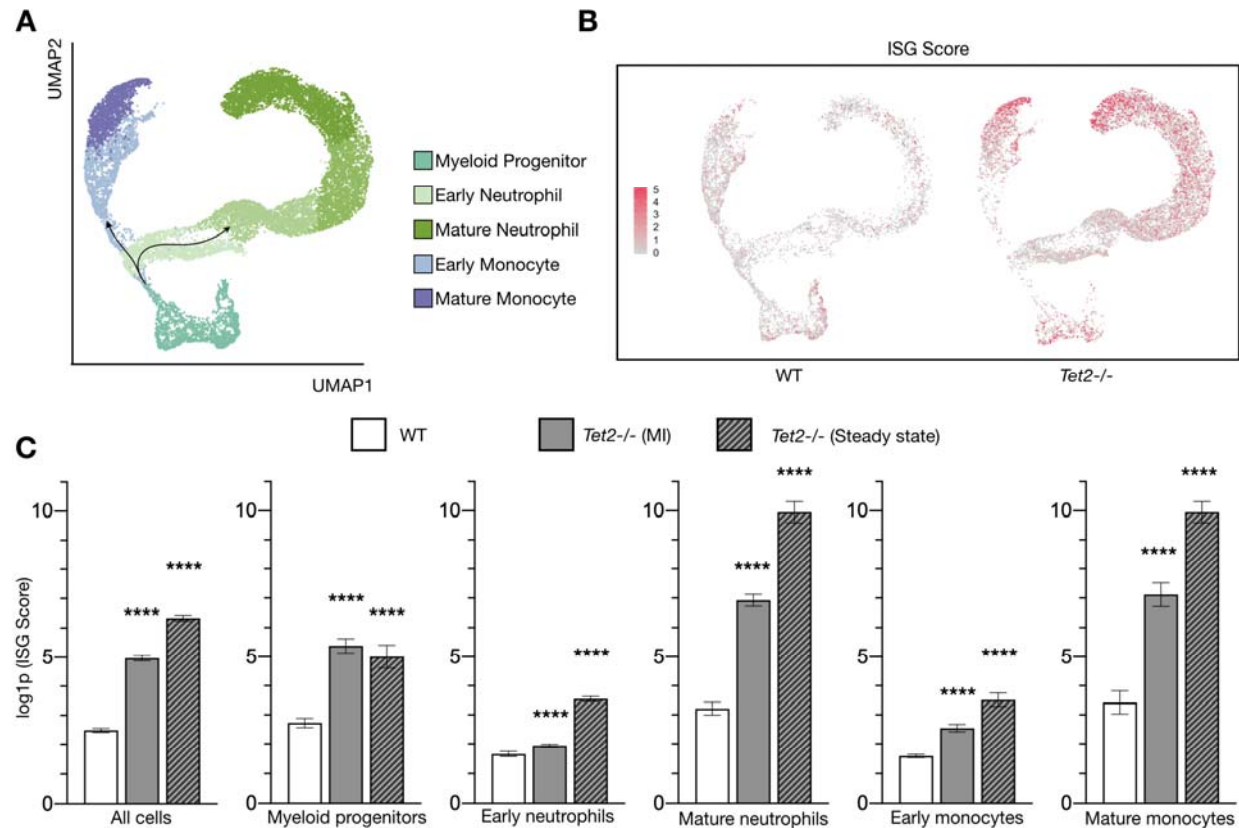 A
UMAP2
UMAP1
Myeloid Progenitor
Early Neutrophil
Mature Neutrophil
Early Monocyte
Mature Monocyte
B
ISG Score
5
4
3
2
1
0
WT
Tet2-/-
C
WT
Tet2-/- (MI)
Tet2-/- (Steady state)
log1p (ISG Score)
10
5
0
****
****
All cells
10
5
0
****
****
Myeloid progenitors
10
5
0
****
****
Early neutrophils
10
5
0
****
****
Mature neutrophils
10
5
0
****
****
Early monocytes
10
5
0
****
****
Mature monocytes